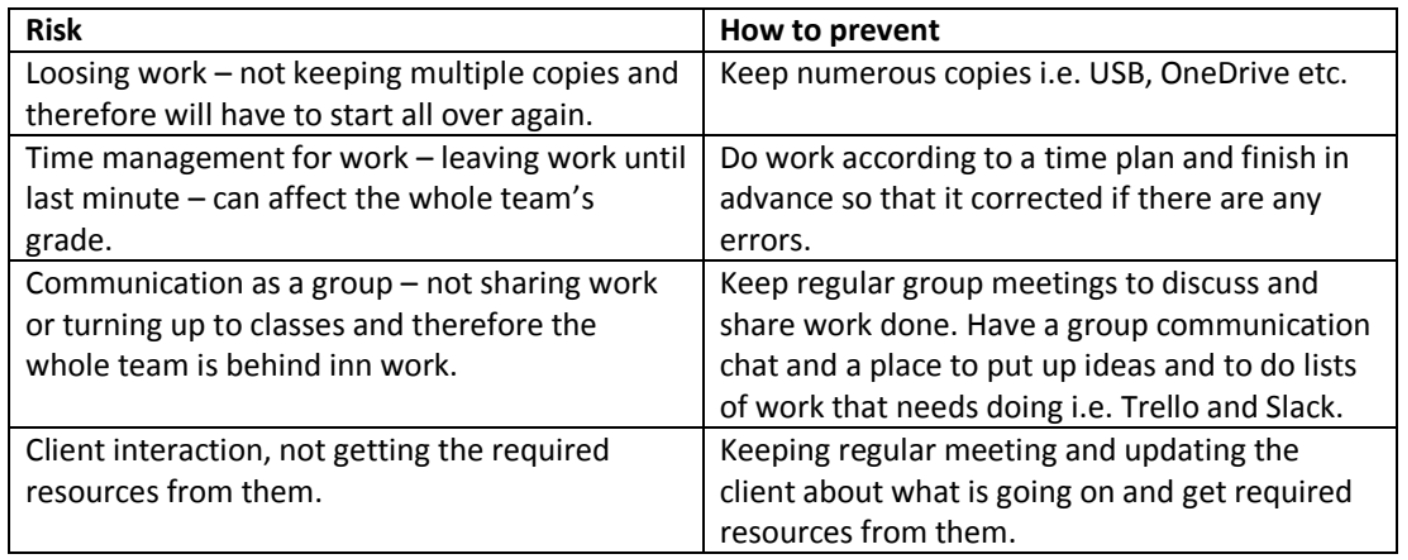 Risk
How to prevent
Loosing work – not keeping multiple copies and
therefore will have to start all over again.
Keep numerous copies i.e. USB, OneDrive etc.
Time management for work – leaving work until
last minute – can affect the whole team’s
grade.
Do work according to a time plan and finish in
advance so that it corrected if there are any
errors.
Communication as a group – not sharing work
or turning up to classes and therefore the
whole team is behind inn work.
Keep regular group meetings to discuss and
share work done. Have a group communication
chat and a place to put up ideas and to do lists
of work that needs doing i.e. Trello and Slack.
Client interaction, not getting the required
resources from them.
Keeping regular meeting and updating the
client about what is going on and get required
resources from them.